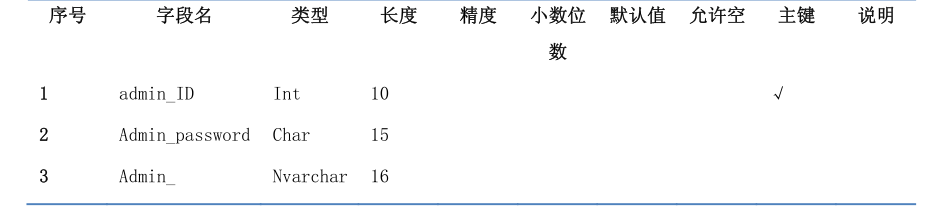 序号 字段名 类型 长度 精度 小数位数 默认值 允许空 主键 说明
1 admin_ID Int 10 √
2 Admin_password Char 15
3 Admin_ Nvarchar 16